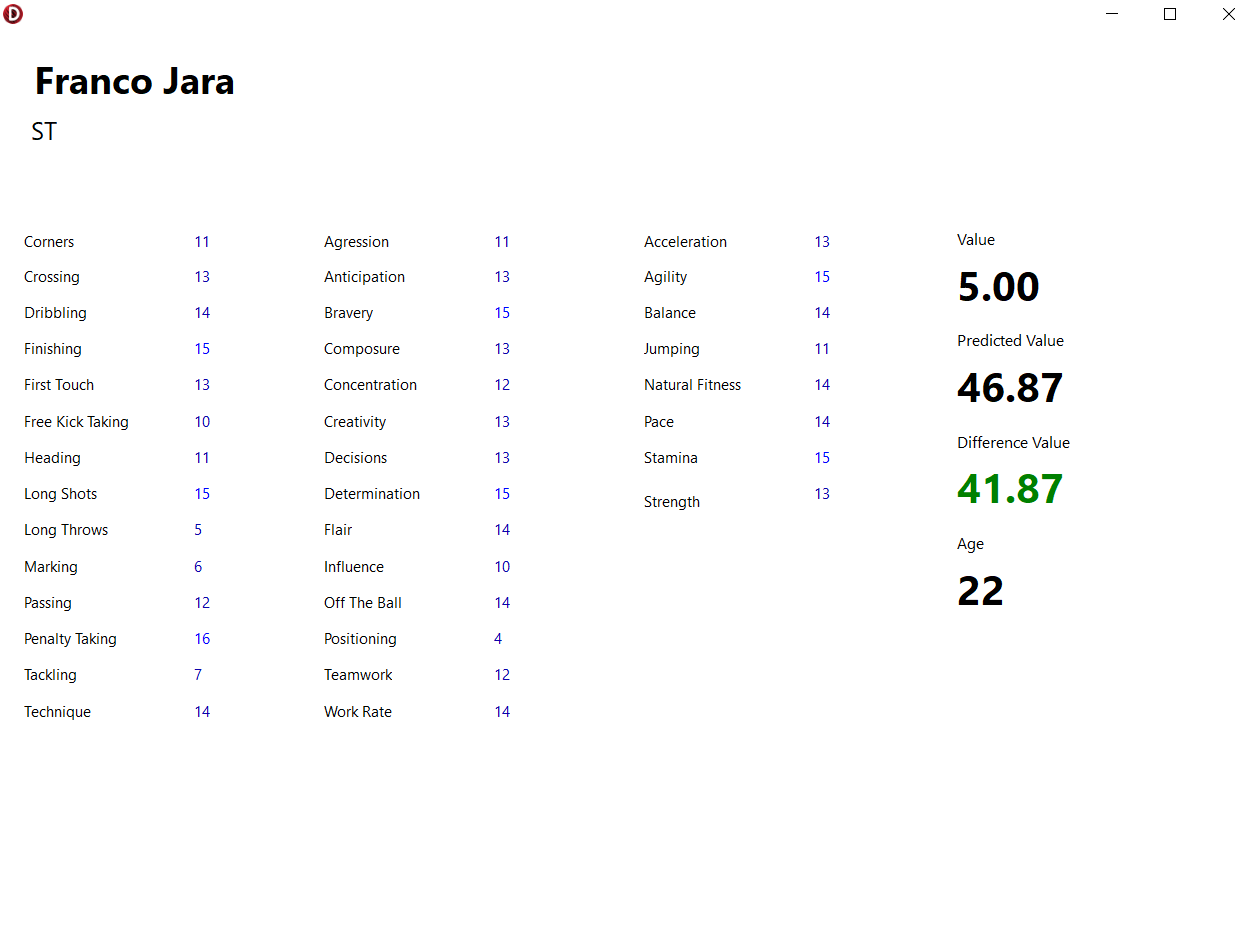 D
Franco Jara
ST
Corners 11 Agression 11 Acceleration 13 Value
Crossing 13 Anticipation 13 Agility 15 5.00
Dribbling 14 Bravery 15 Balance 14
Finishing 15 Composure 13 Jumping 11 Predicted Value
First Touch 13 Concentration 12 Natural Fitness 14 46.87
Free Kick Taking 10 Creativity 13 Pace 14
Heading 11 Decisions 13 Stamina 15 Difference Value
Long Shots 15 Determination 15 Strength 13 41.87
Long Throws 5 Flair 14 Age
Marking 6 Influence 10 22
Passing 12 Off The Ball 14
Penalty Taking 16 Positioning 4
Tackling 7 Teamwork 12
Technique 14 Work Rate 14